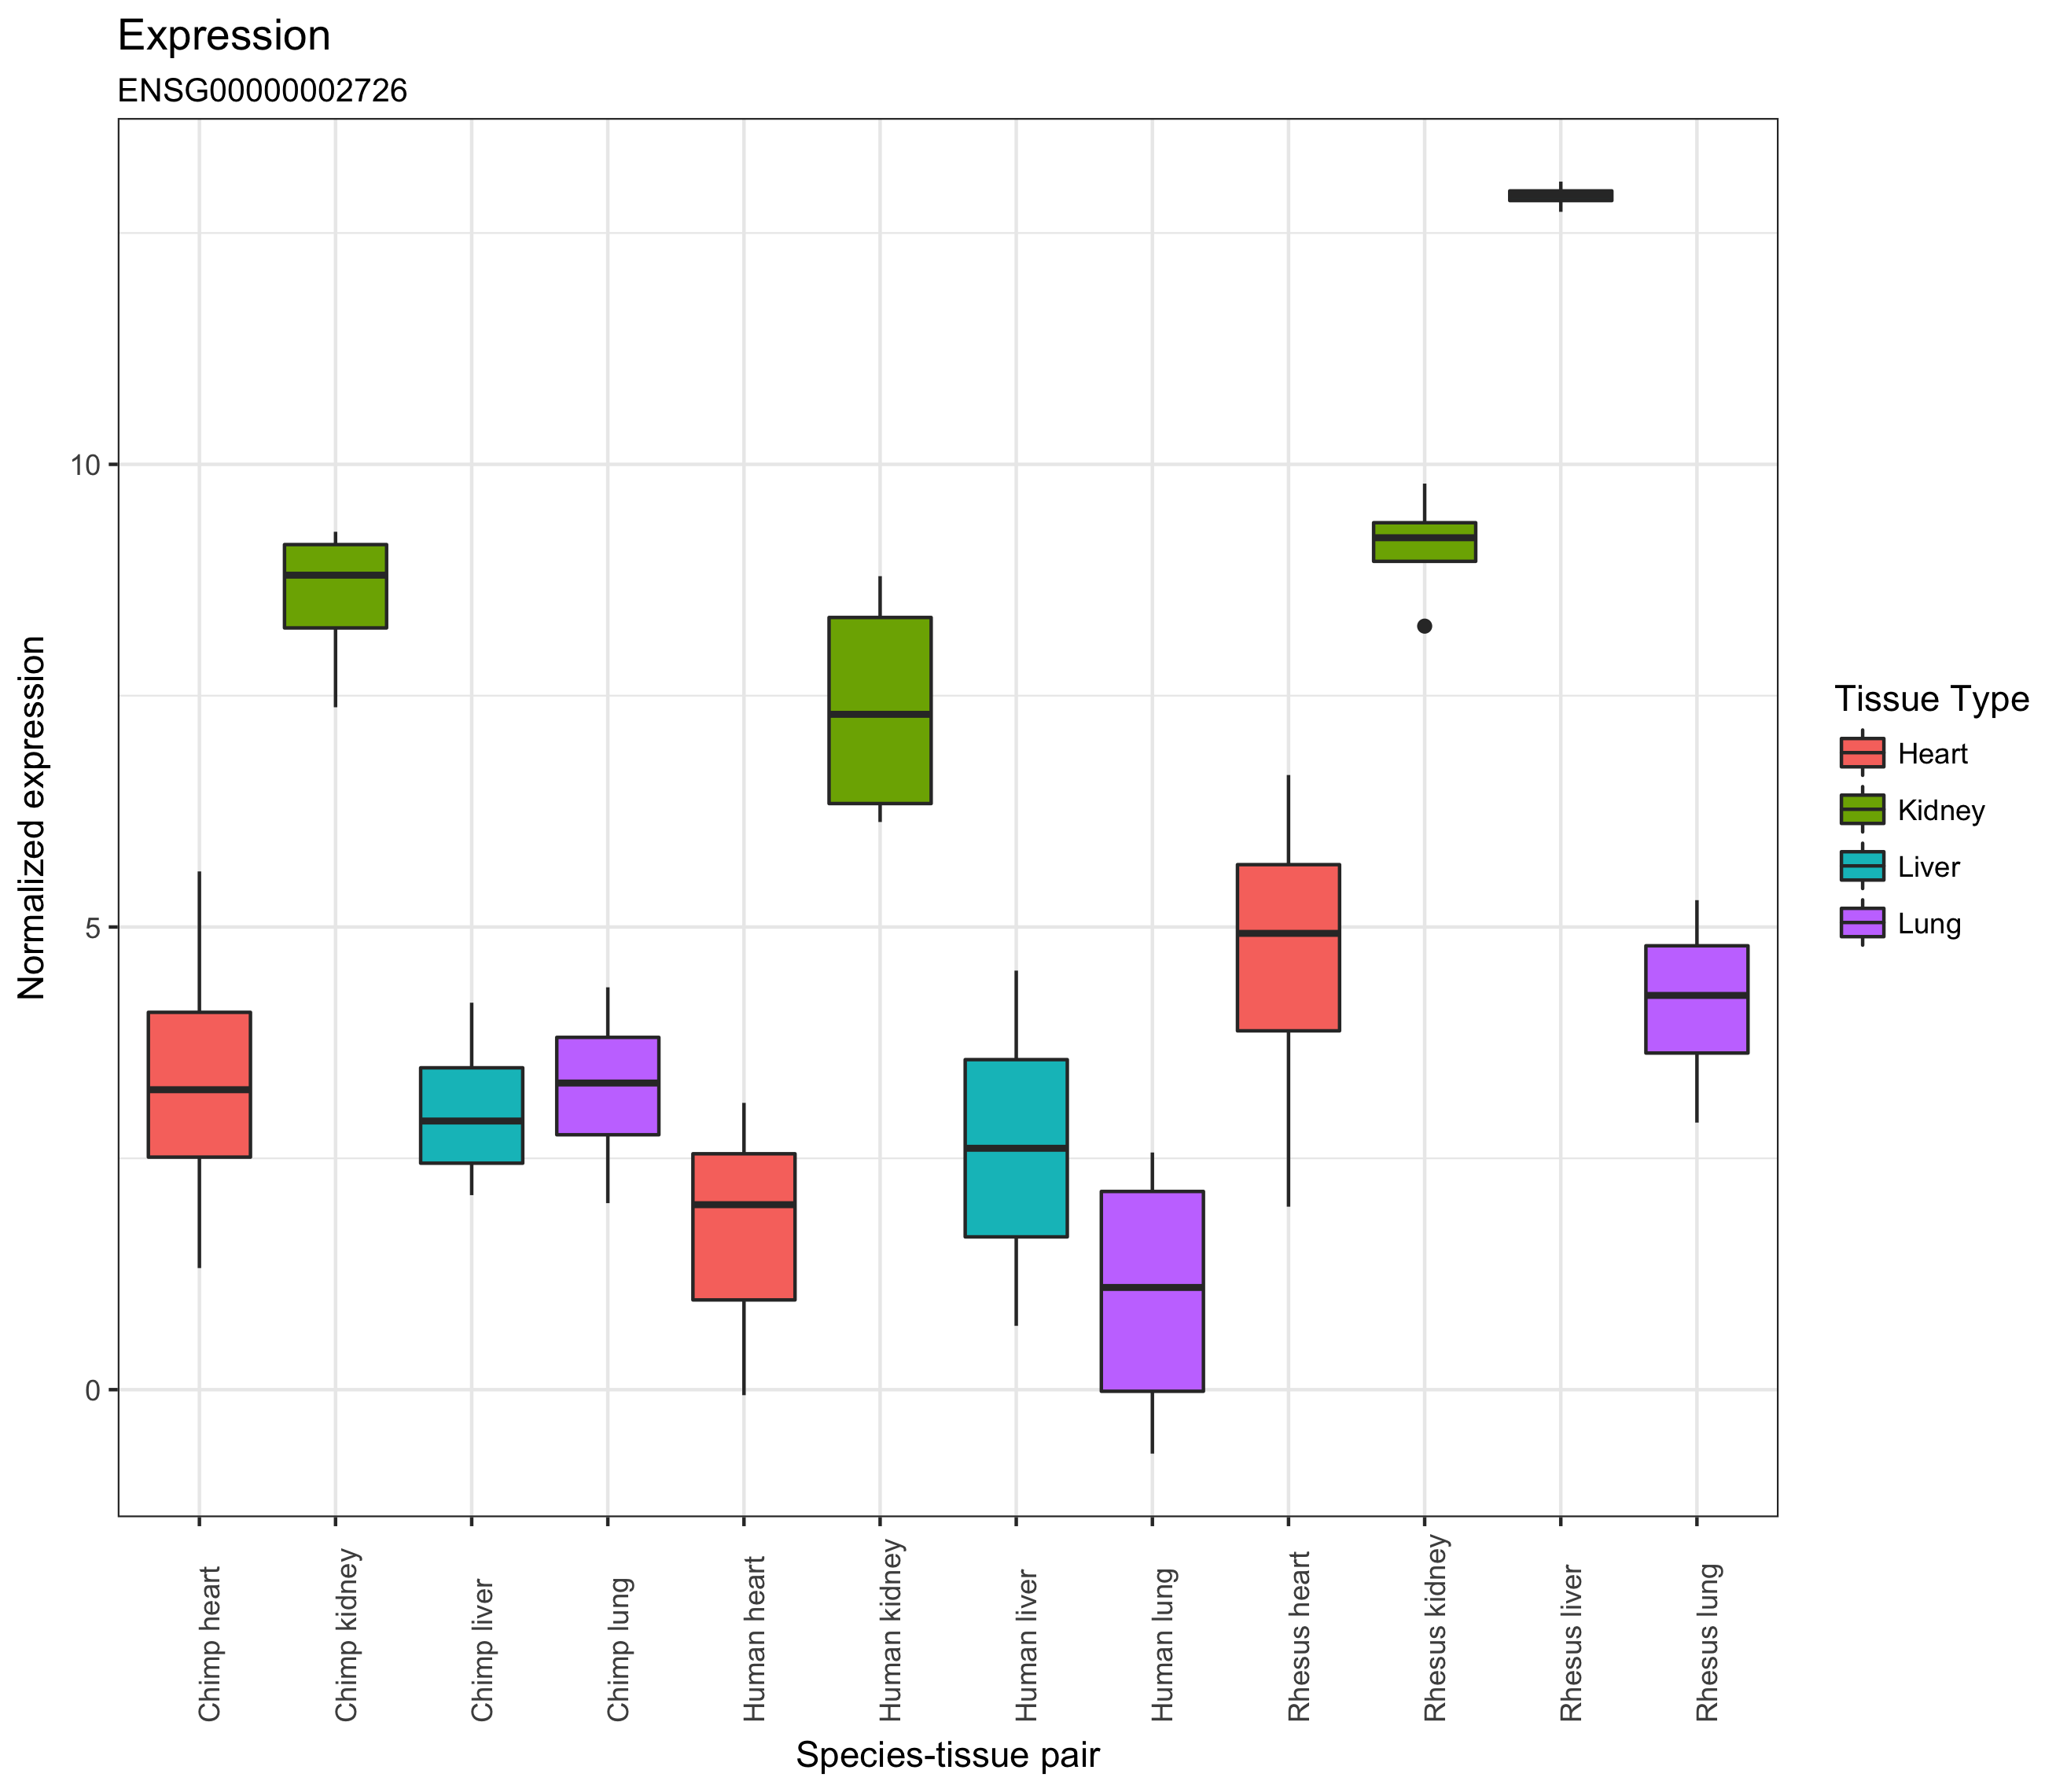 Expression
ENSG00000002726
10
5
0
Normalized expression
Chimp heart
Chimp kidney
Chimp liver
Chimp lung
Human heart
Human kidney
Human liver
Human lung
Rhesus heart
Rhesus kidney
Rhesus liver
Rhesus lung
Species-tissue pair
Tissue Type
Heart
Kidney
Liver
Lung